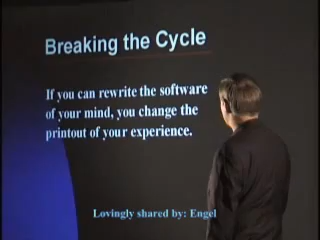 Breaking the Cycle
If you can rewrite the software
of your mind, you change the
printout of your experience.
Lovingly shared by: Engel